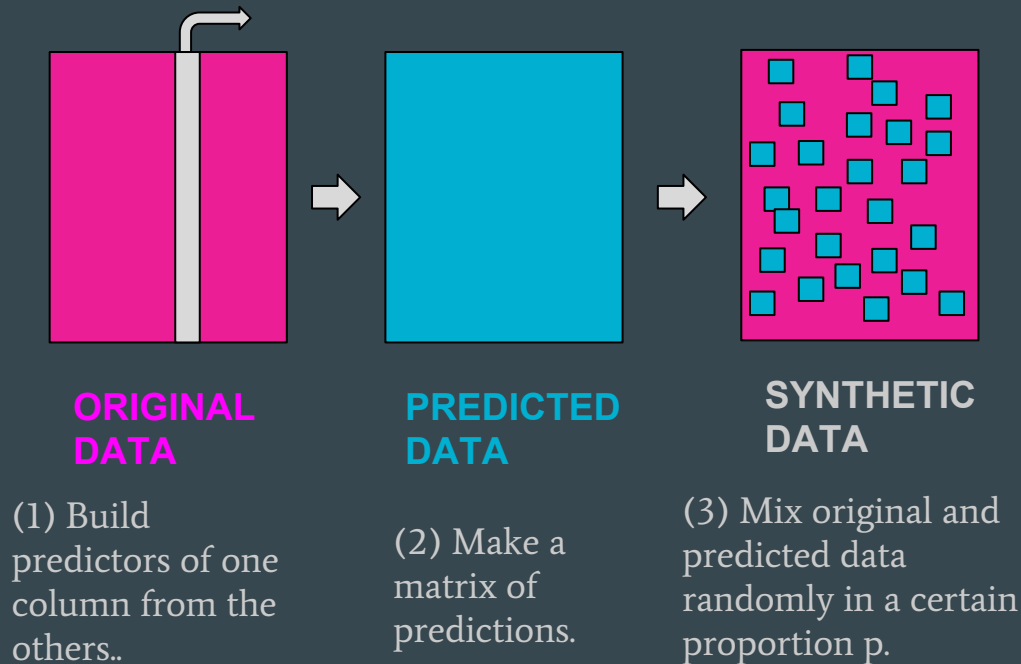 ORIGINAL
DATA
(1) Build
predictors of one
column from the
others..
PREDICTED
DATA
(2) Make a
matrix of
predictions.
SYNTHETIC
DATA
(3) Mix original and
predicted data
randomly in a certain
proportion p.